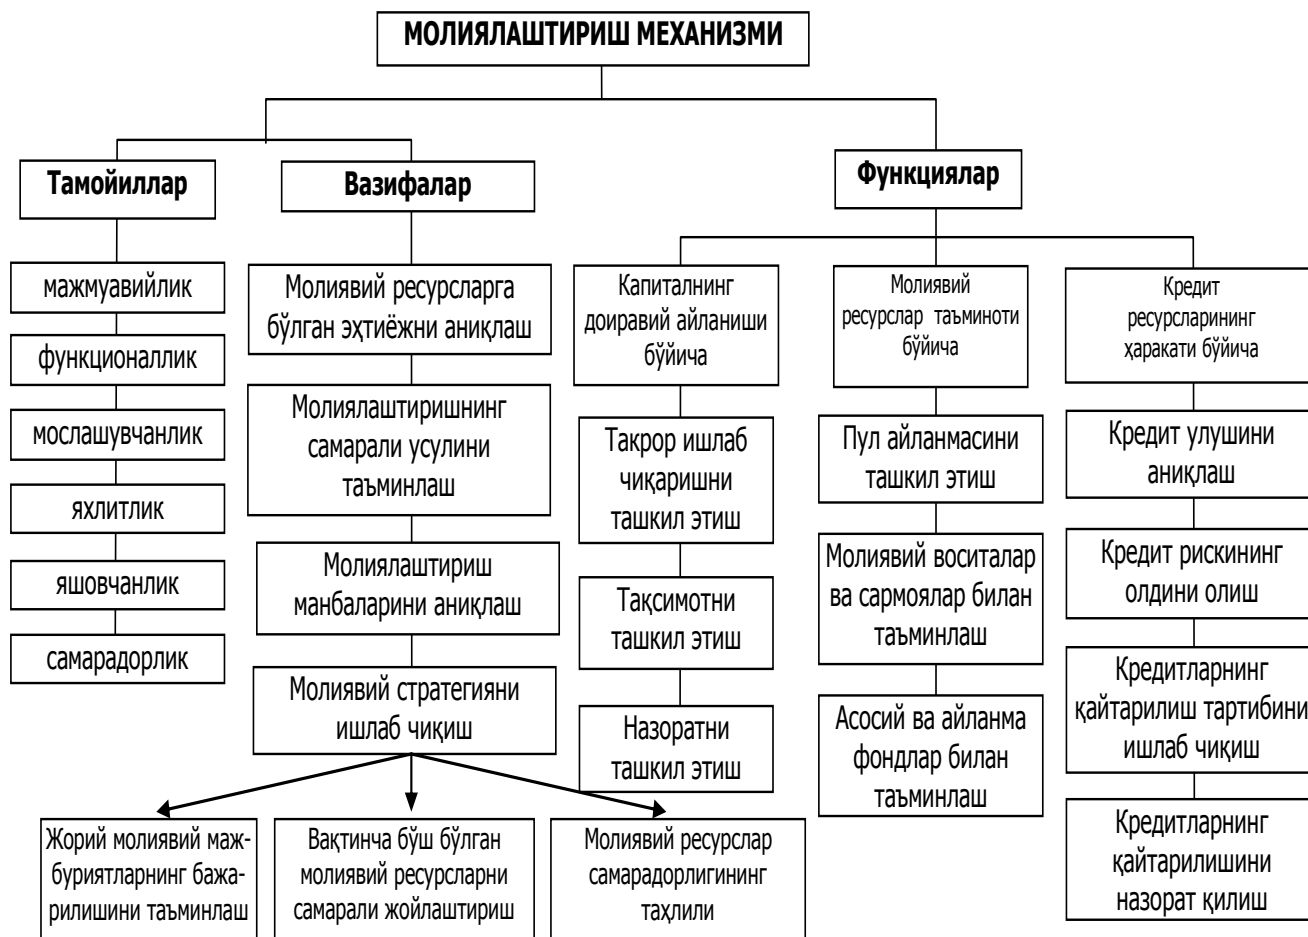 МОЛИЯЛАШТИРИШ МЕХАНИЗМИ
Тамойиллар
Вазифалар
Функциялар
мажмуавийлик
функционаллик
мослашувчанлик
яхлитлик
яшовчанлик
самарадорлик
Молиявий ресурсларга
бўлган эҳтиёжни аниқлаш
Молиялаштиришнинг
самарали усулини
таъминлаш
Молиялаштириш
манбаларини аниқлаш
Молиявий стратегияни
ишлаб чиқиш
Жорий молиявий маж-
буриятларнинг бажа-
рилишини таъминлаш
Вақтинча бўш бўлган
молиявий ресурсларни
самарали жойлаштириш
Молиявий ресурслар
самарадорлигининг
таҳлили
Капиталнинг
доиравий айланиши
бўйича
Такрор ишлаб
чиқаришни
ташкил этиш
Тақсимотни
ташкил этиш
Назоратни
ташкил этиш
Молиявий
ресурслар таъминоти
бўйича
Пул айланмасини
ташкил этиш
Молиявий воситалар
ва сармоялар билан
таъминлаш
Асосий ва айланма
фондлар билан
таъминлаш
Кредит
ресурсларининг
ҳаракати бўйича
Кредит улушини
аниқлаш
Кредит рискининг
олдини олиш
Кредитларнинг
қайтарилиш тартибини
ишлаб чиқиш
Кредитларнинг
қайтарилишини
назорат қилиш